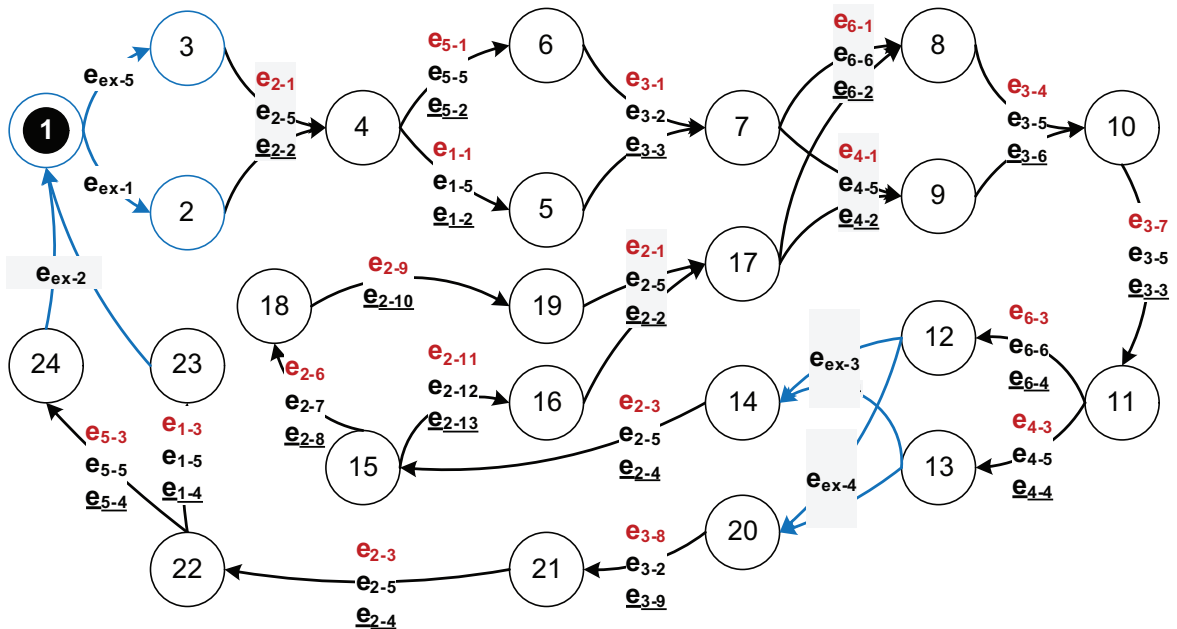 3
6
8
e5-1
e6-1
eex-5
e2-1
e5-5
e3-1
e6-6
e3-4
e2-5
e5-2
e3-2
e6-2
e3-5
1
4
7
10
e2-2
e1-1
e3-3
e4-1
e3-6
eex-1
e1-5
e4-5
2
e1-2
5
e4-2
9
e3-7
e2-1
e3-5
eex-2
e2-9
17
e3-3
e2-10
e2-5
18
19
e2-2
e6-3
12
24
23
e2-6
e2-11
eex-3
e6-6
e2-7
e2-12
e6-4
16
e2-3
14
11
e5-3
e1-3
e2-8
e2-13
e2-5
e4-3
e5-5
e1-5
15
e2-4
13
e4-5
e5-4
e1-4
eex-4
e4-4
e3-8
20
e2-3
e3-2
22
e2-5
21
e3-9
e2-4